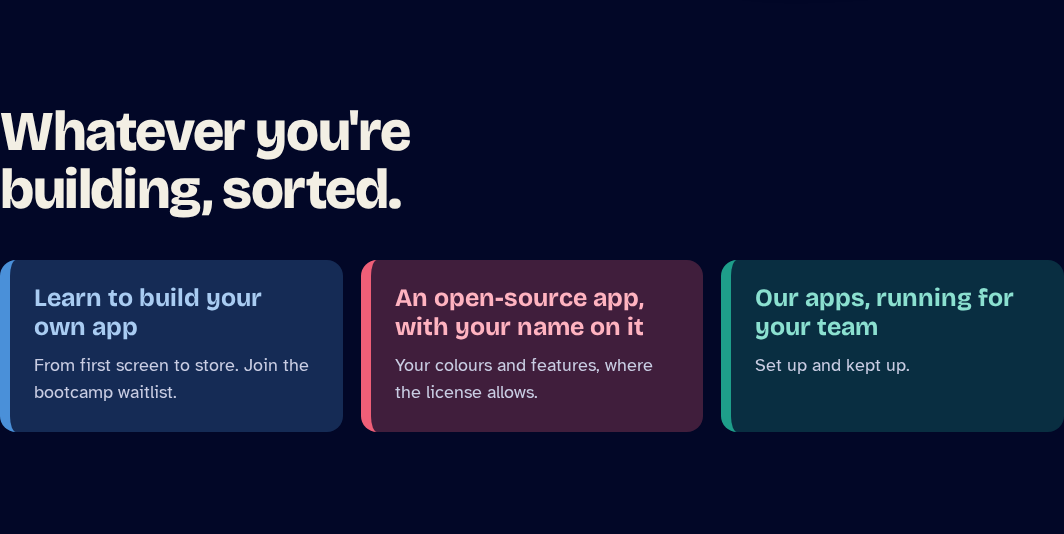 Whatever you're
building, sorted.
Learn to build your
own app
From first screen to store. Join the
bootcamp waitlist.
An open-source app,
with your name on it
Your colours and features, where
the license allows.
Our apps, running for
your team
Set up and kept up.